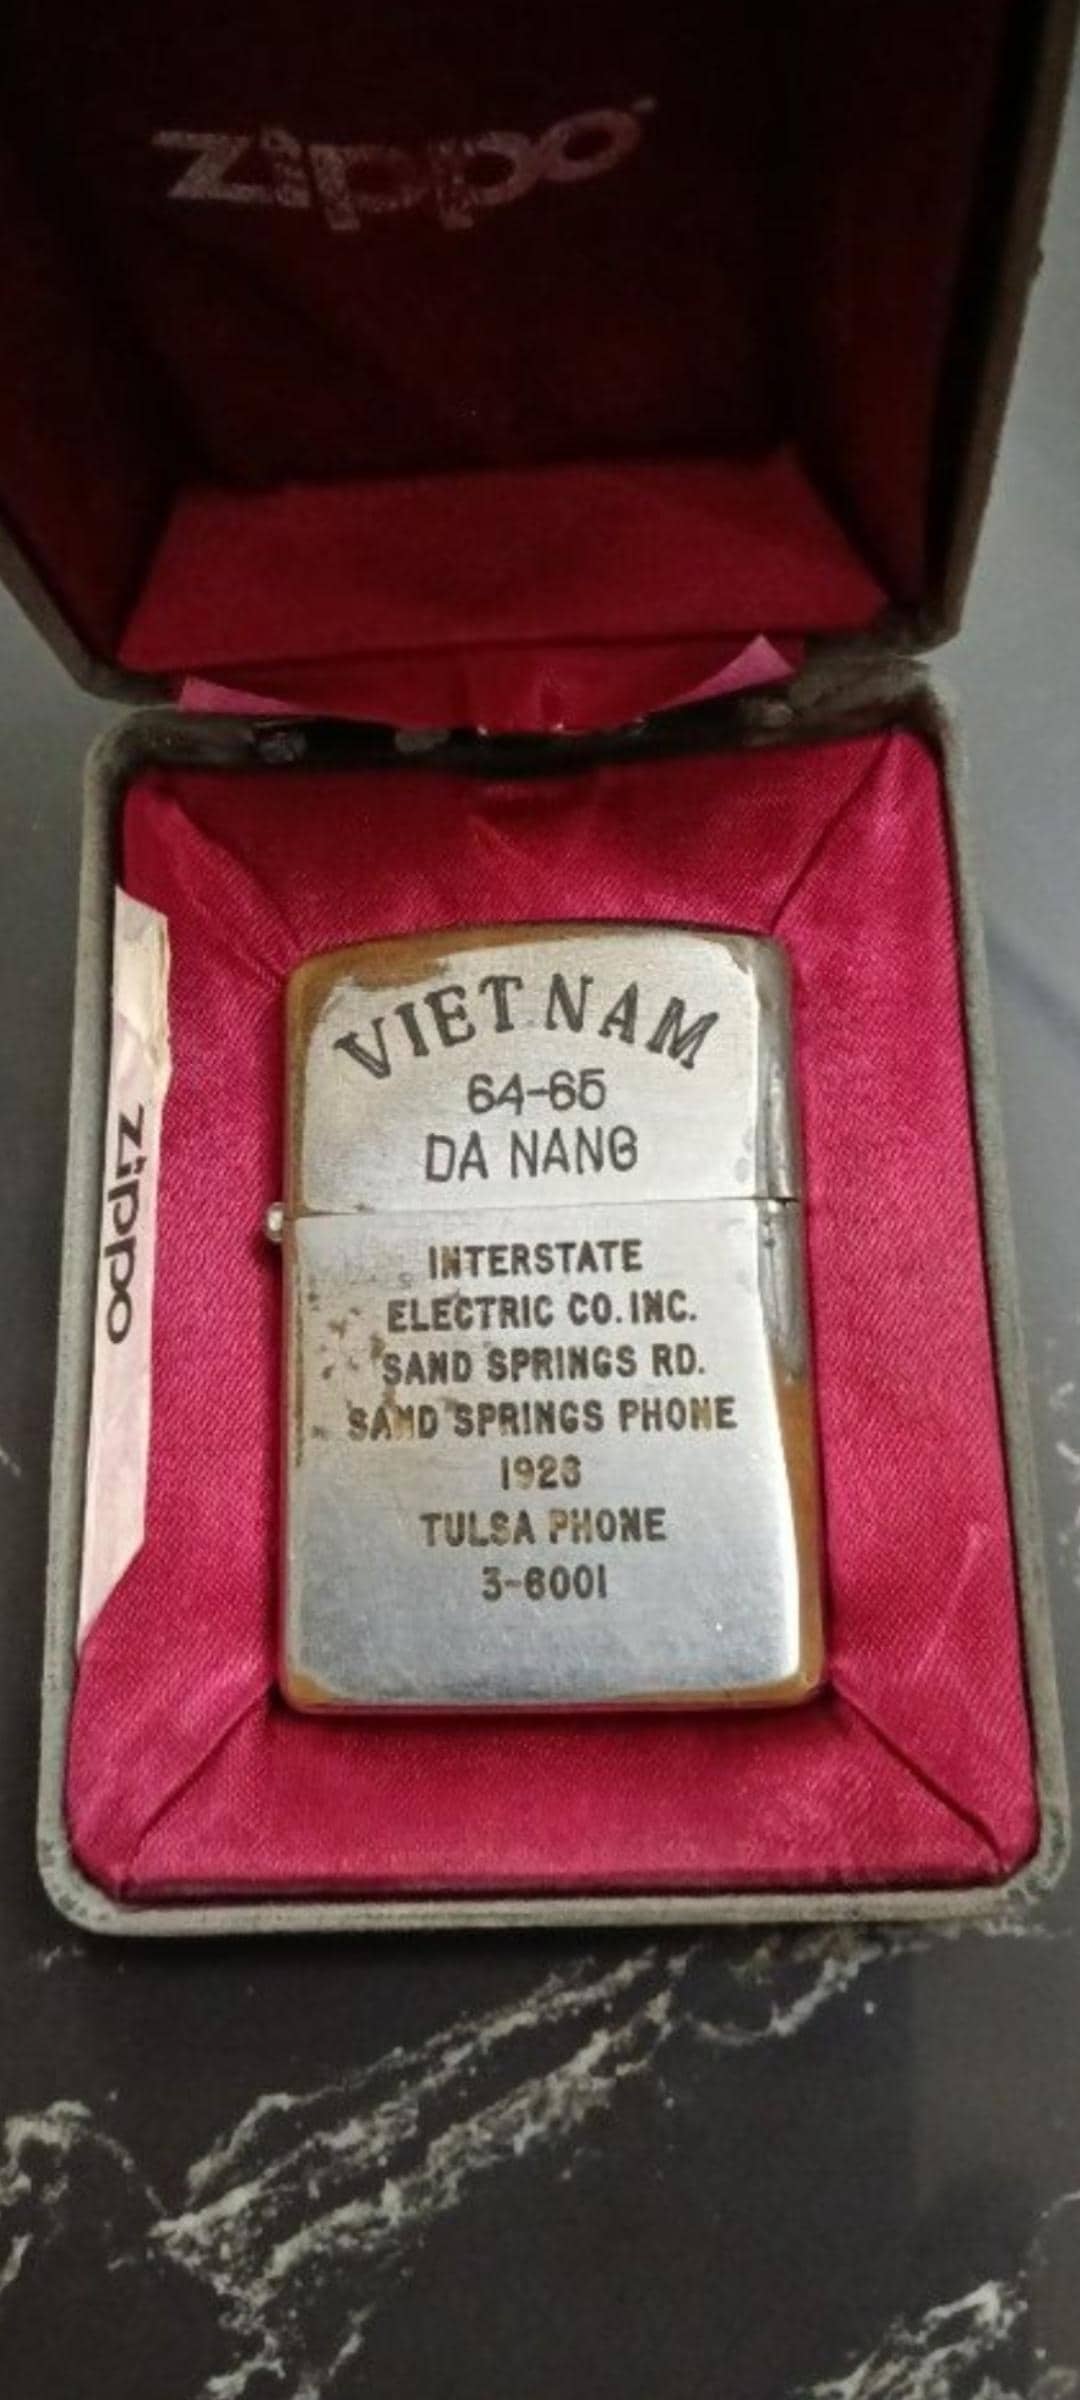 zippo
VIETNAM
64-65
DA NANG
zippo
INTERSTATE
ELECTRIC CO. INC.
SAND SPRINGS RD.
SAND SPRINGS PHONE
1926
TULSA PHONE
3-6001